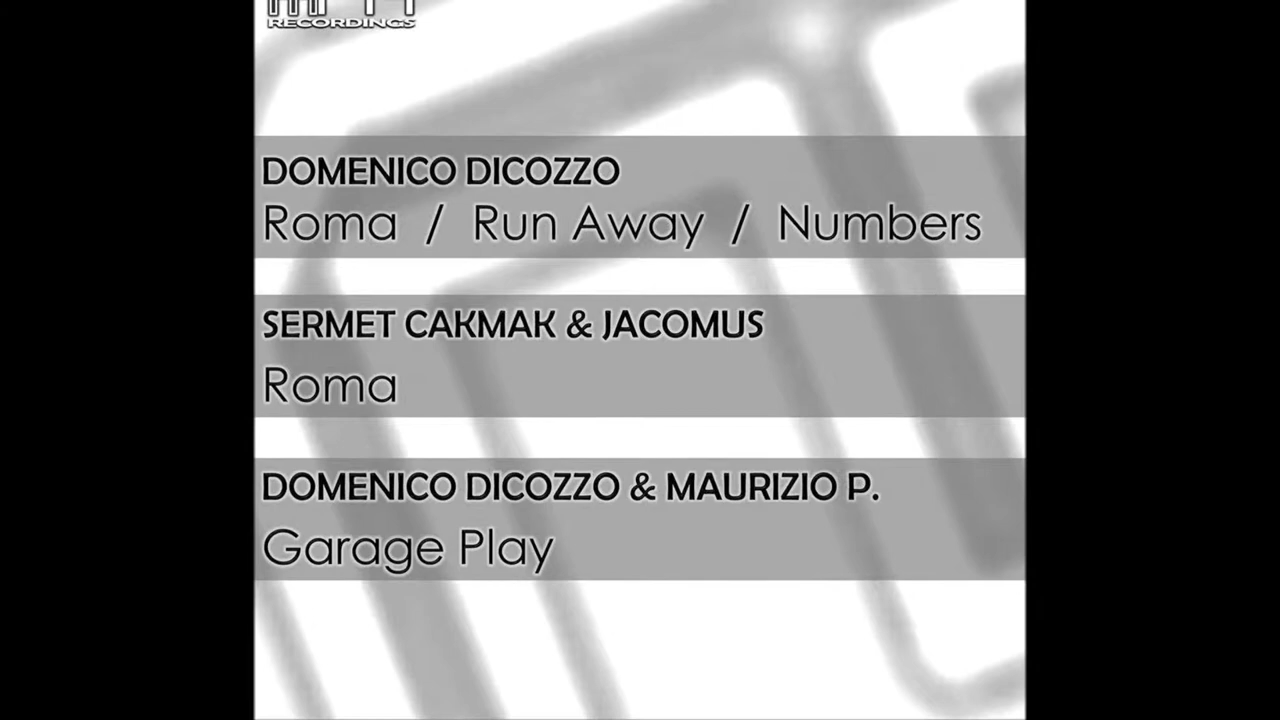 RECORDINGS
DOMENICO DICOZZO
Roma / Run Away / Numbers
SERMET CAKMAK & JACOMUS
Roma
DOMENICO DICOZZO & MAURIZIO P.
Garage Play